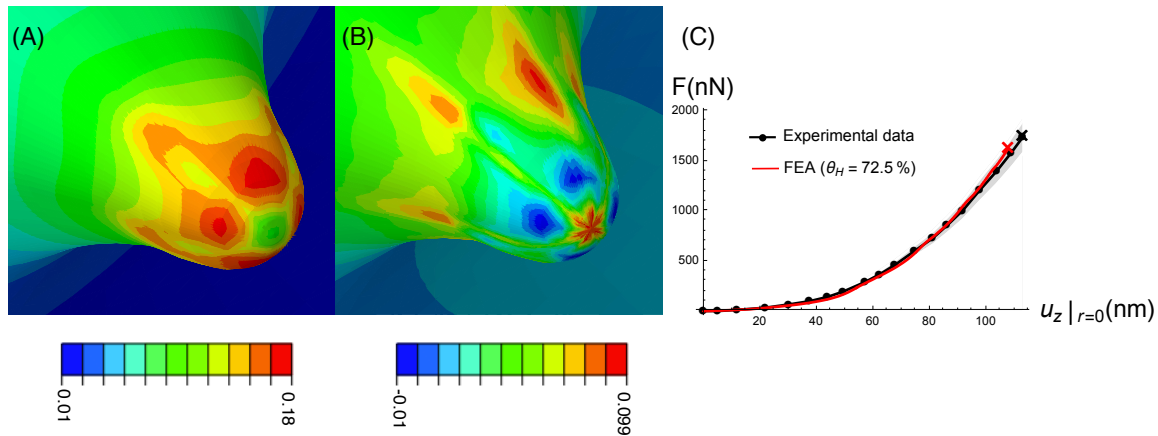 (A)
(B)
(C)
F(nN)
2000
1500
1000
500
Experimental data
FEA (θH = 72.5 %)
20
40
60
80
100
uz|r=0(nm)
0.01
0.18
-0.01
0.099